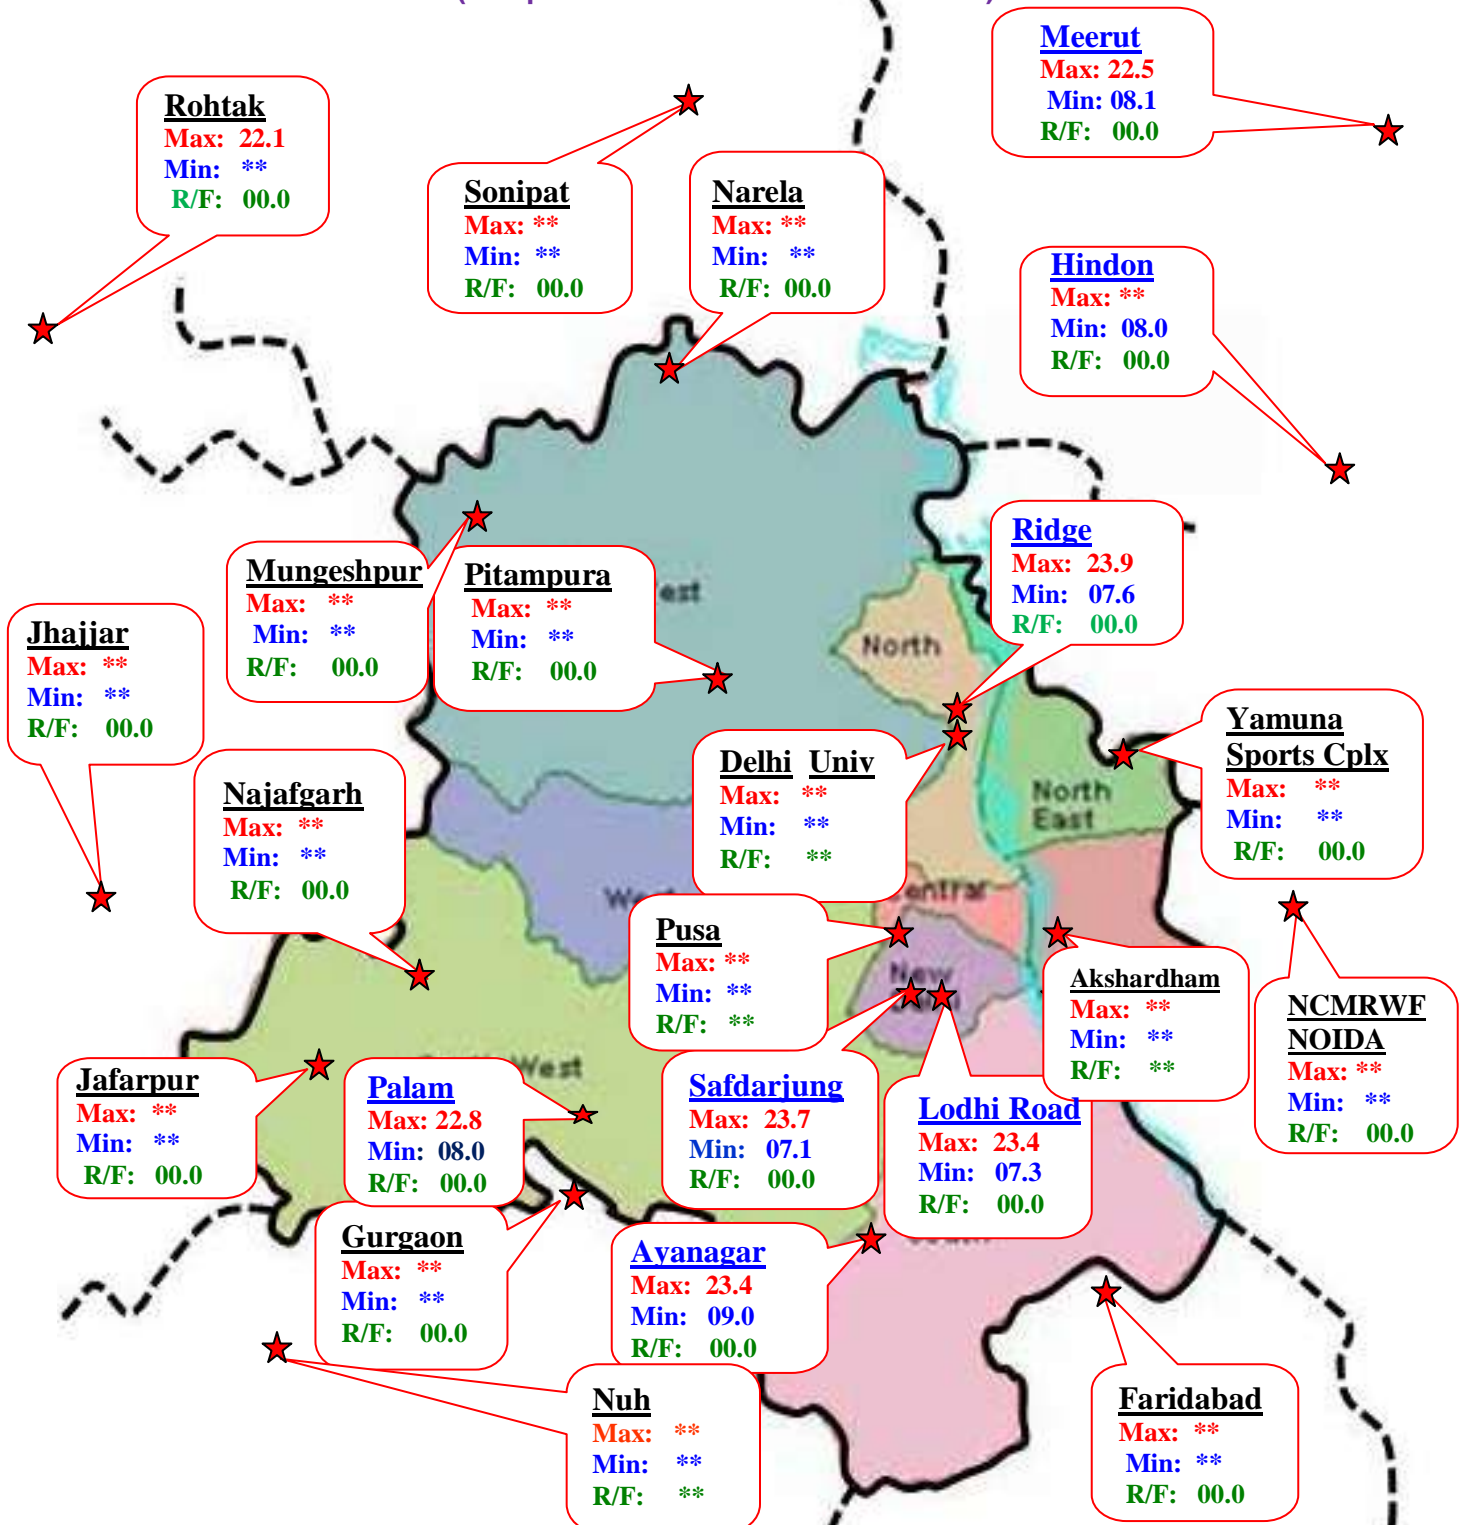 Meerut
Max: 22.5
Min: 08.1
R/F: 00.0
Rohtak
Max: 22.1
Min: **
R/F: 00.0
Sonipat
Max: **
Min: **
R/F: 00.0
Narela
Max: **
Min: **
R/F: 00.0
Hindon
Max: **
Min: 08.0
R/F: 00.0
Ridge
Max: 23.9
Min: 07.6
R/F: 00.0
Mungeshpur
Max: **
Min: **
R/F: 00.0
Pitampura
Max: **
Min: **
R/F: 00.0
est
North
Jhajjar
Max: **
Min: **
R/F: 00.0
Yamuna
Sports Cplx
Max: **
Min: **
R/F: 00.0
Delhi Univ
Max: **
Min: **
R/F: **
North
East
Najafgarh
Max: **
Min: **
R/F: 00.0
entral
Pusa
Max: **
Min: **
R/F: **
New
Akshardham
Max: **
Min: **
R/F: **
NCMRWF
NOIDA
Max: **
Min: **
R/F: 00.0
West
Jafarpur
Max: **
Min: **
R/F: 00.0
Palam
Max: 22.8
Min: 08.0
R/F: 00.0
Safdarjung
Max: 23.7
Min: 07.1
R/F: 00.0
Lodhi Road
Max: 23.4
Min: 07.3
R/F: 00.0
Gurgaon
Max: **
Min: **
R/F: 00.0
Ayanagar
Max: 23.4
Min: 09.0
R/F: 00.0
Nuh
Max: **
Min: **
R/F: **
Faridabad
Max: **
Min: **
R/F: 00.0